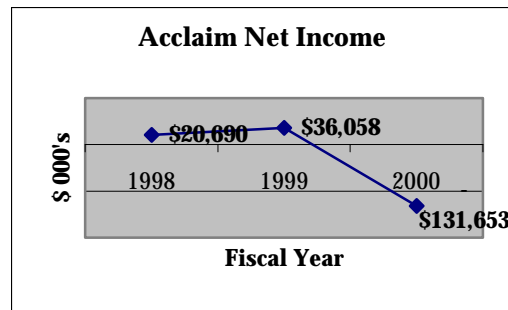 Acclaim Net Income
$20,690
$36,058
1998
1999
2000
-
$131,653
$ 000's
Fiscal Year